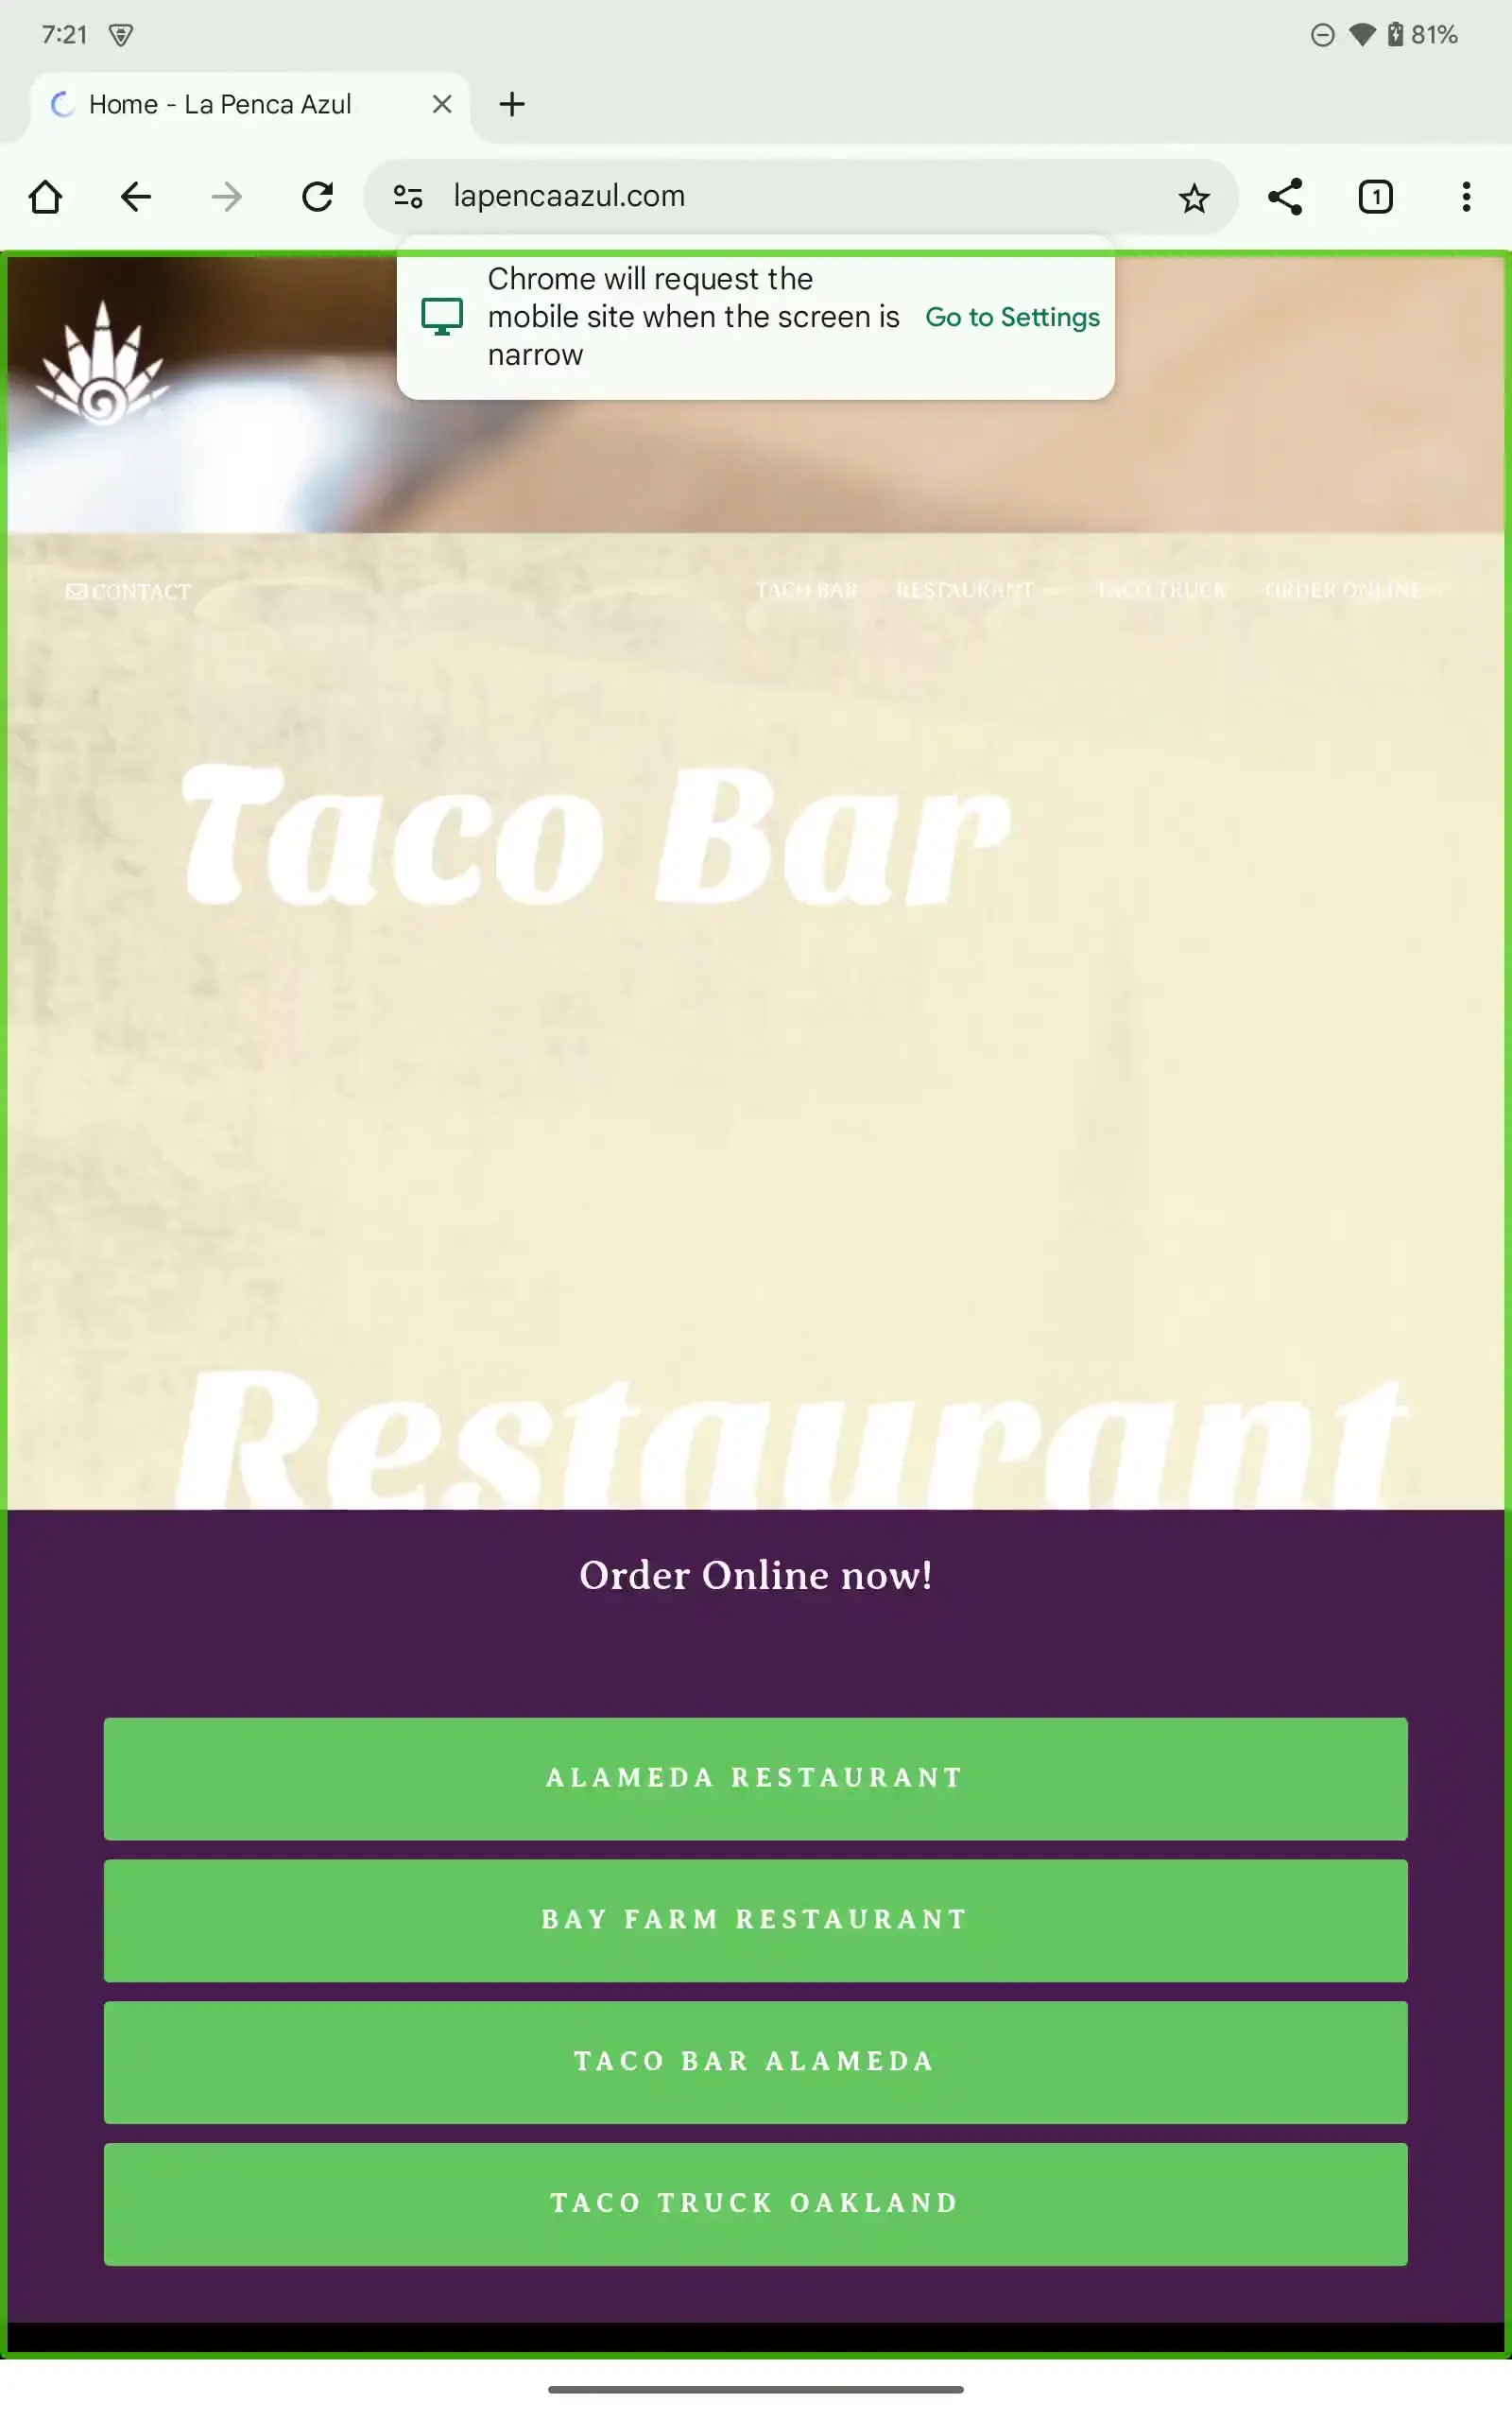 7:21
81%
Home - La Penca Azul
lapencaazul.com
1
Chrome will request the
mobile site when the screen is
narrow
Go to Settings
CONTACT
TACO BAR RESTAURANT TACO TRUCK ORDER ONLINE
Taco Bar
Restaurant
Order Online now!
ALAMEDA RESTAURANT
BAY FARM RESTAURANT
TACO BAR ALAMEDA
TACO TRUCK OAKLAND